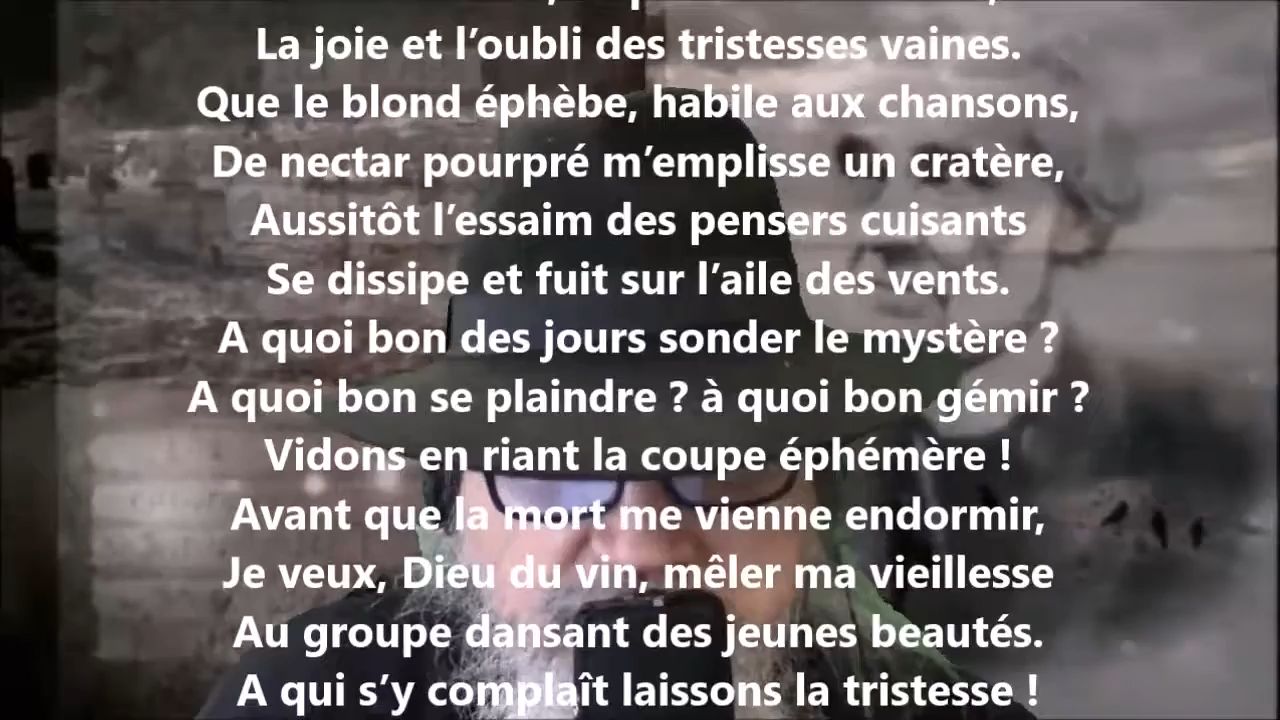 La joie et l’oubli des tristesses vaines.
Que le blond éphèbe, habile aux chansons,
De nectar pourpré m’emplisse un cratère,
Aussitôt l’essaim des pensers cuisants
Se dissipe et fuit sur l’aile des vents.
A quoi bon des jours sonder le mystère ?
A quoi bon se plaindre ? à quoi bon gémir ?
Vidons en riant la coupe éphémère !
Avant que la mort me vienne endormir,
Je veux, Dieu du vin, mêler ma vieillesse
Au groupe dansant des jeunes beautés.
A qui s’y complaît laissons la tristesse !